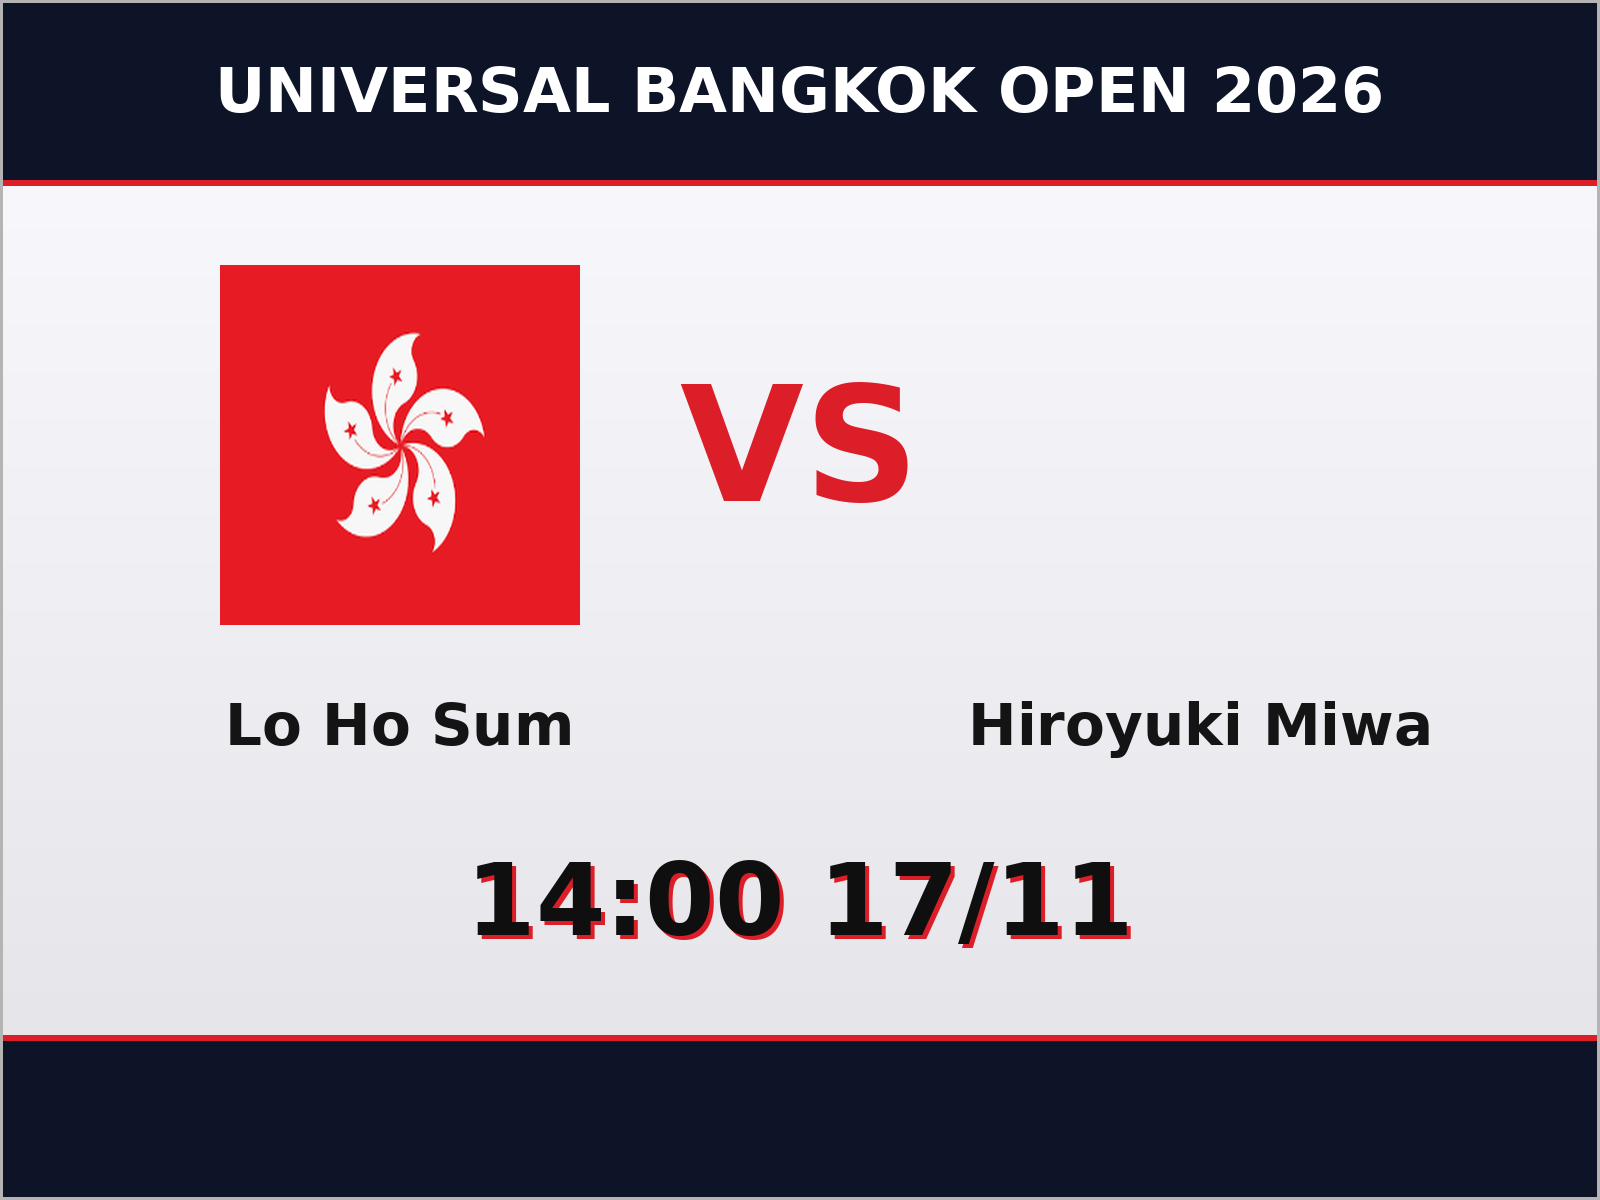 UNIVERSAL BANGKOK OPEN 2026
VS
Lo Ho Sum
Hiroyuki Miwa
14:00 17/11